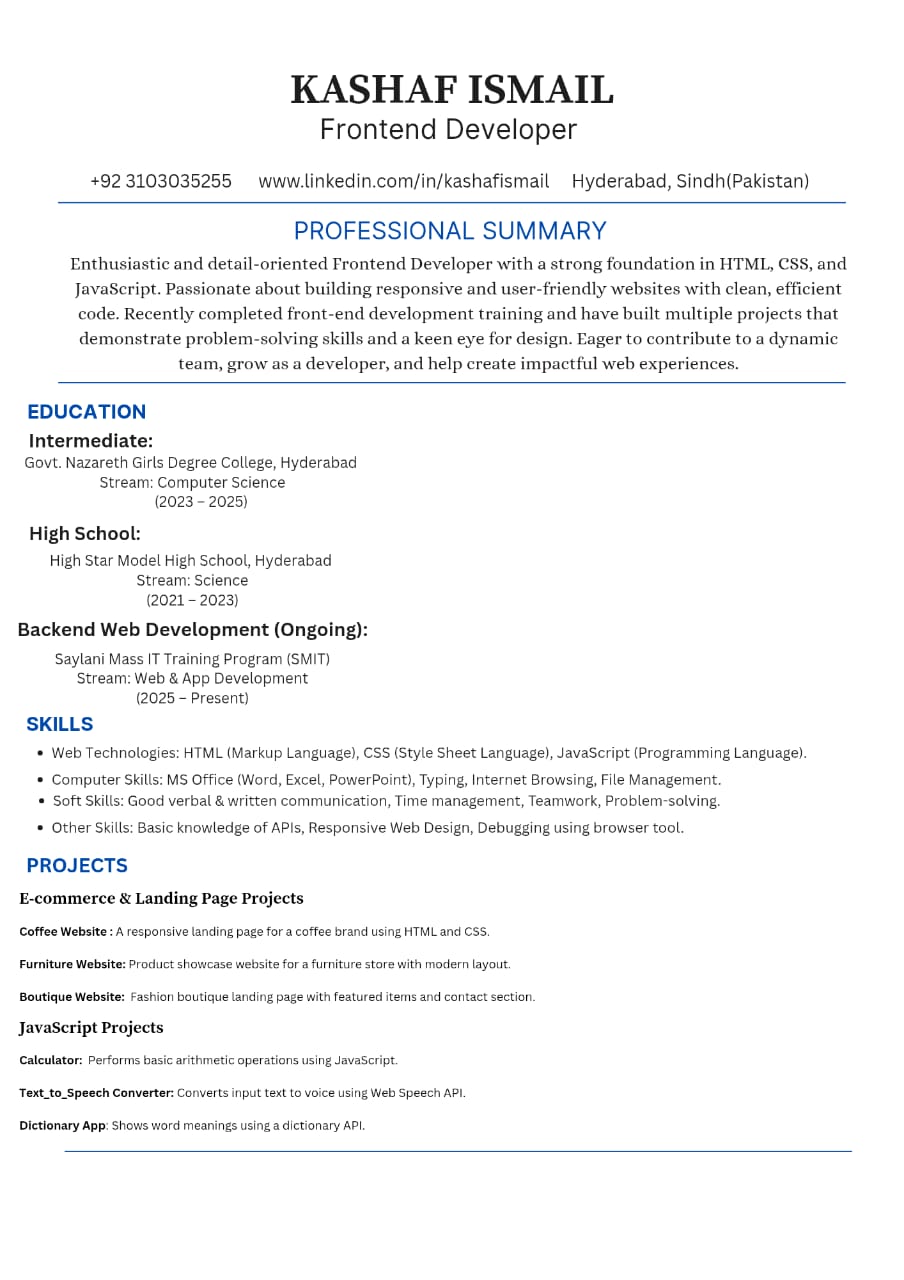 KASHAF ISMAIL
Frontend Developer
+92 3103035255 www.linkedin.com/in/kashafismail Hyderabad, Sindh(Pakistan)
PROFESSIONAL SUMMARY
Enthusiastic and detail-oriented Frontend Developer with a strong foundation in HTML, CSS, and
JavaScript. Passionate about building responsive and user-friendly websites with clean, efficient
code. Recently completed front-end development training and have built multiple projects that
demonstrate problem-solving skills and a keen eye for design. Eager to contribute to a dynamic
team, grow as a developer, and help create impactful web experiences.
EDUCATION
Intermediate:
Govt. Nazareth Girls Degree College, Hyderabad
Stream: Computer Science
(2023 – 2025)
High School:
High Star Model High School, Hyderabad
Stream: Science
(2021 – 2023)
Backend Web Development (Ongoing):
Saylani Mass IT Training Program (SMIT)
Stream: Web & App Development
(2025 – Present)
SKILLS
• Web Technologies: HTML (Markup Language), CSS (Style Sheet Language), JavaScript (Programming Language).
• Computer Skills: MS Office (Word, Excel, PowerPoint), Typing, Internet Browsing, File Management.
• Soft Skills: Good verbal & written communication, Time management, Teamwork, Problem-solving.
• Other Skills: Basic knowledge of APIs, Responsive Web Design, Debugging using browser tool.
PROJECTS
E-commerce & Landing Page Projects
Coffee Website : A responsive landing page for a coffee brand using HTML and CSS.
Furniture Website: Product showcase website for a furniture store with modern layout.
Boutique Website: Fashion boutique landing page with featured items and contact section.
JavaScript Projects
Calculator: Performs basic arithmetic operations using JavaScript.
Text_to_Speech Converter: Converts input text to voice using Web Speech API.
Dictionary App: Shows word meanings using a dictionary API.